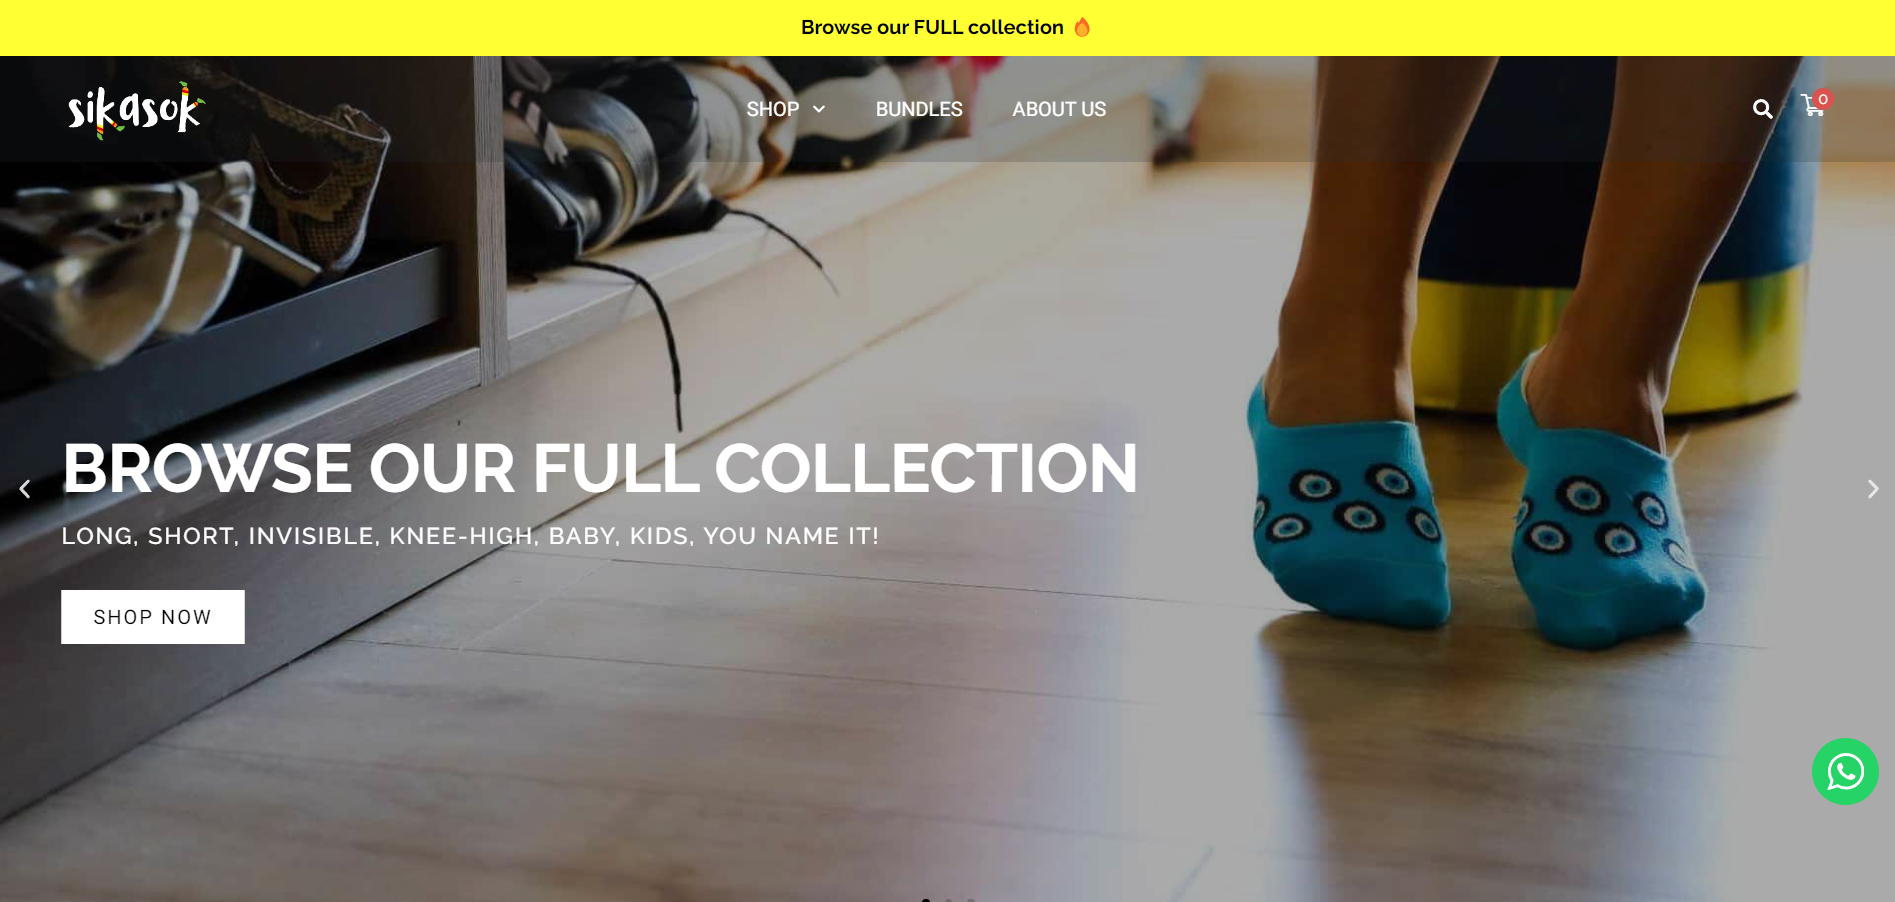 Browse our FULL collection 🔥
sikasok
SHOP
BUNDLES
ABOUT US
0
BROWSE OUR FULL COLLECTION
LONG, SHORT, INVISIBLE, KNEE-HIGH, BABY, KIDS, YOU NAME IT!
SHOP NOW